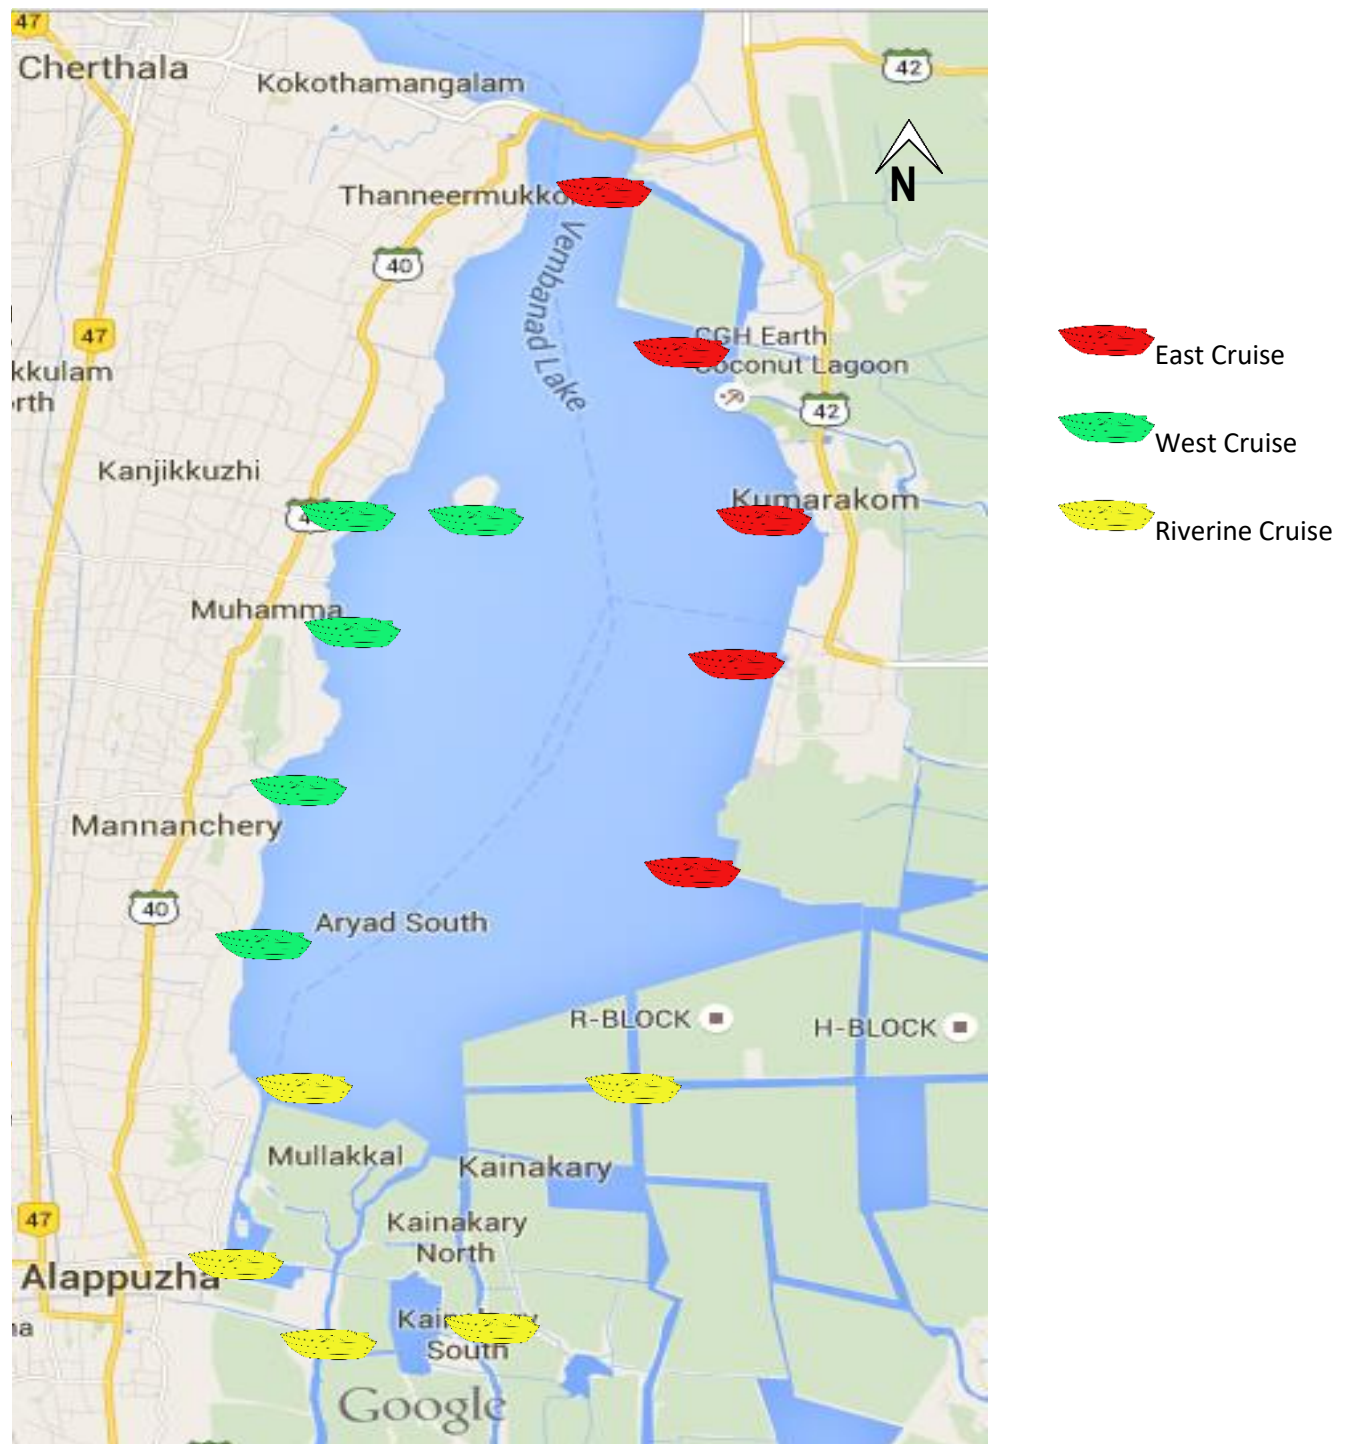 47
Cherthala
Kokothamangalam
42
N
Thanneermukko
40
Vembanad Lake
47
CGH Earth
Coconut Lagoon
East Cruise
kkulam
rth
42
West Cruise
Kanjikkuzhi
Kumarakom
4
Riverine Cruise
Muhamma
Mannanchery
40
Aryad South
R-BLOCK
H-BLOCK
Mullakkal
Kainakary
47
Kainakary
North
Alappuzha
South
Google